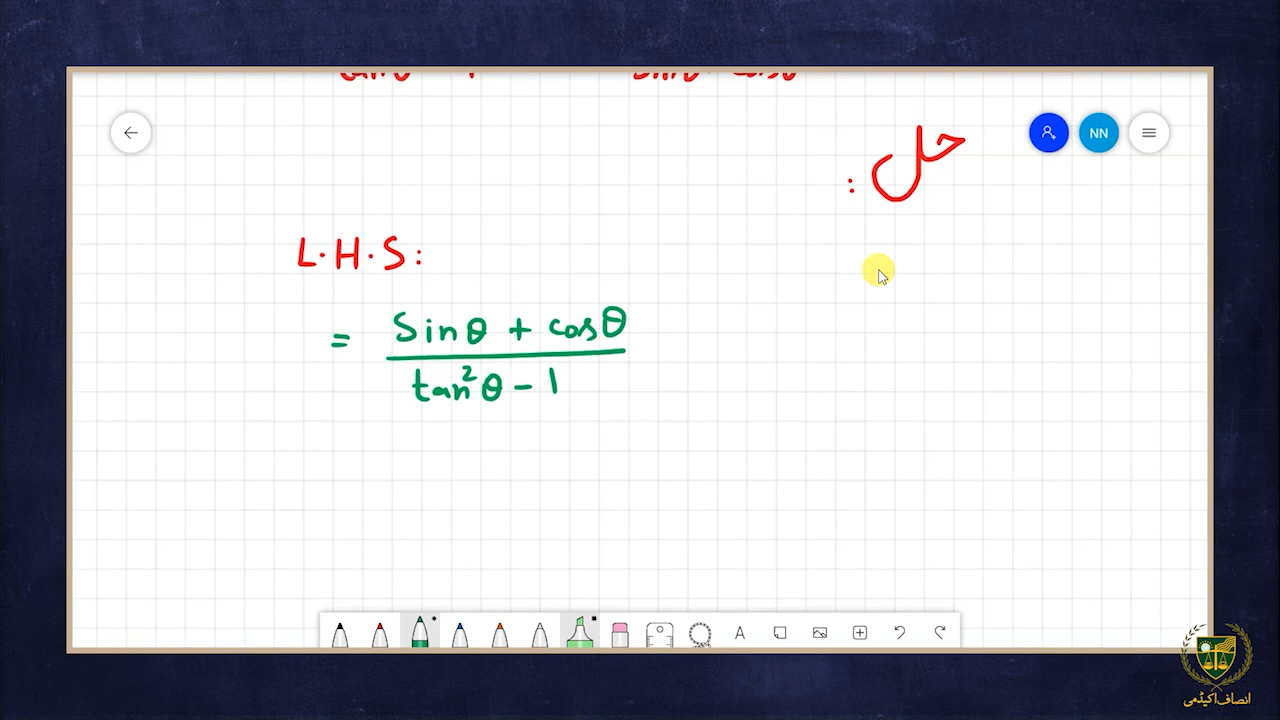 حل :
NN
L.H.S:
= Sinθ + cosθ / tan²θ - 1
A
انصاف اکیڈمی